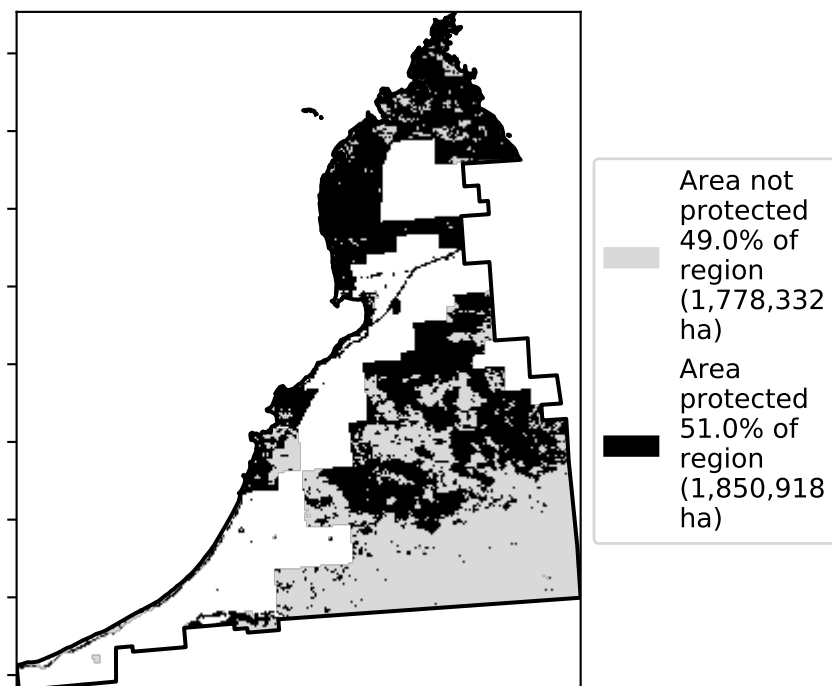 Area not
protected
49.0% of
region
(1,778,332
ha)
Area
protected
51.0% of
region
(1,850,918
ha)